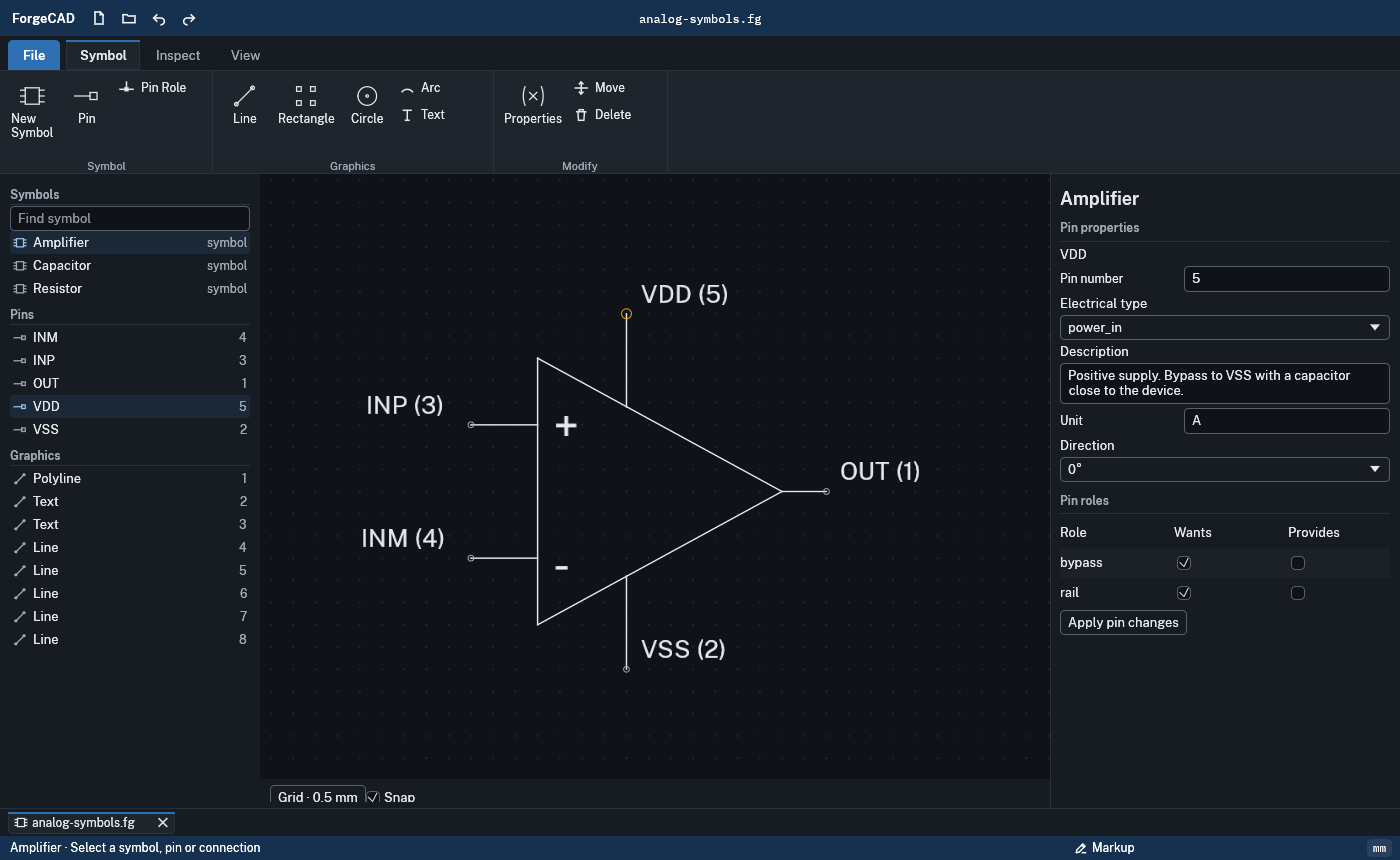 ForgeCAD
analog-symbols.fg
File
Symbol
Inspect
View
New
Symbol
Pin
Pin Role
Symbol
Line
Rectangle
Circle
Arc
Text
Graphics
Properties
Move
Delete
Modify
Symbols
Find symbol
Amplifier symbol
Capacitor symbol
Resistor symbol
Pins
INM 4
INP 3
OUT 1
VDD 5
VSS 2
Graphics
Polyline 1
Text 2
Text 3
Line 4
Line 5
Line 6
Line 7
Line 8
VDD (5)
INP (3)
+
OUT (1)
INM (4)
-
VSS (2)
Grid · 0.5 mm
Snap
Amplifier
Pin properties
VDD
Pin number 5
Electrical type
power_in
Description
Positive supply. Bypass to VSS with a capacitor
close to the device.
Unit A
Direction
0°
Pin roles
Role Wants Provides
bypass
rail
Apply pin changes
analog-symbols.fg
Amplifier · Select a symbol, pin or connection
Markup
mm